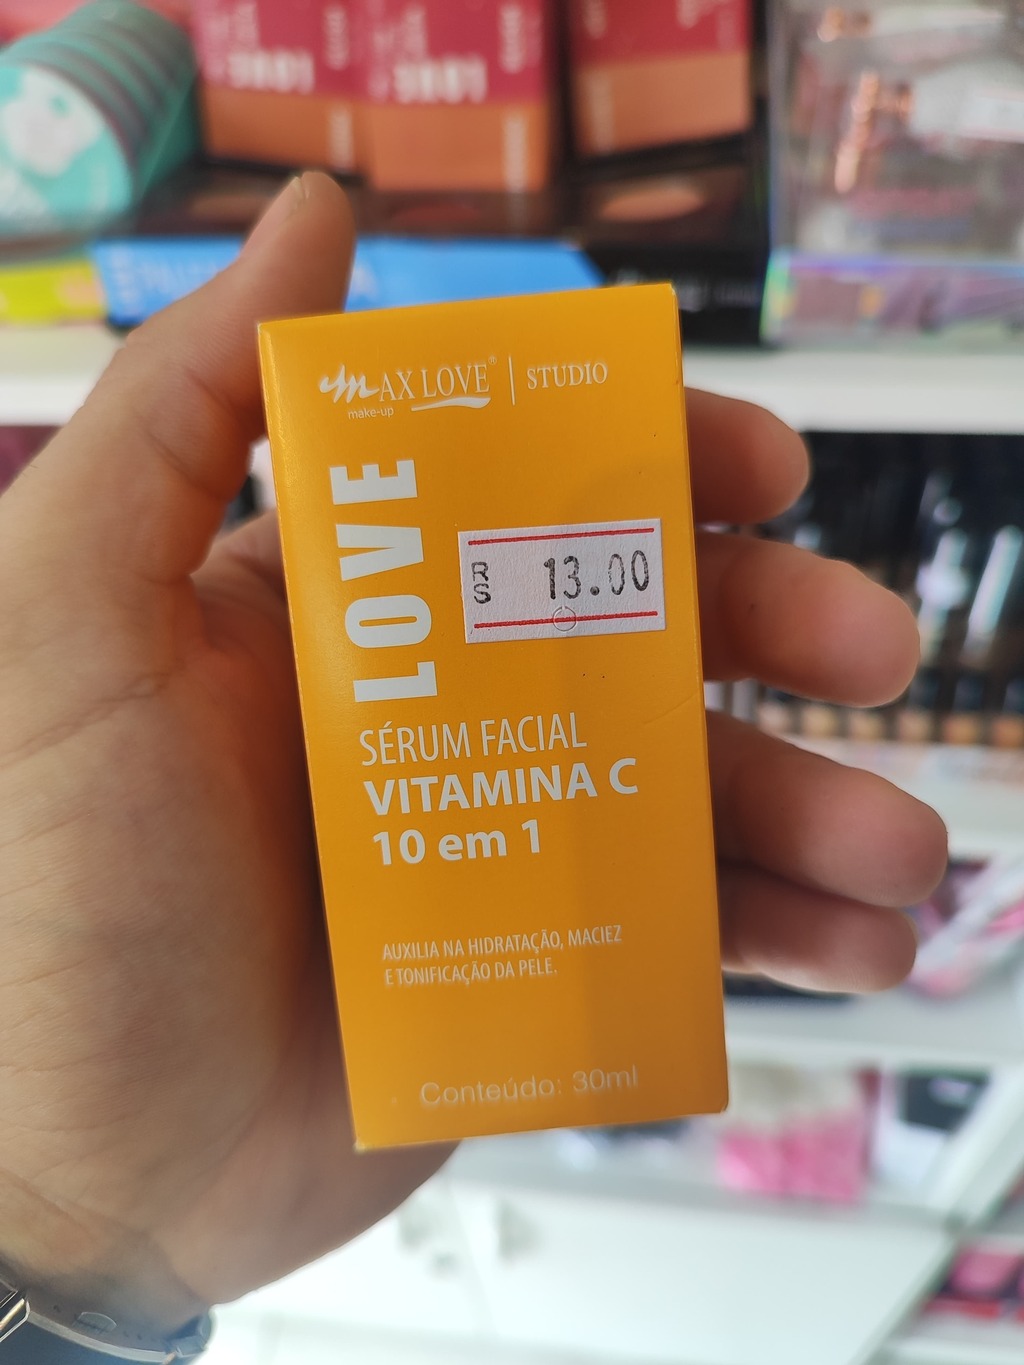 MAX LOVE® | STUDIO
make-up
LOVE
R$ 13.00
SÉRUM FACIAL
VITAMINA C
10 em 1
AUXILIA NA HIDRATAÇÃO, MACIEZ
E TONIFICAÇÃO DA PELE.
Conteúdo: 30ml